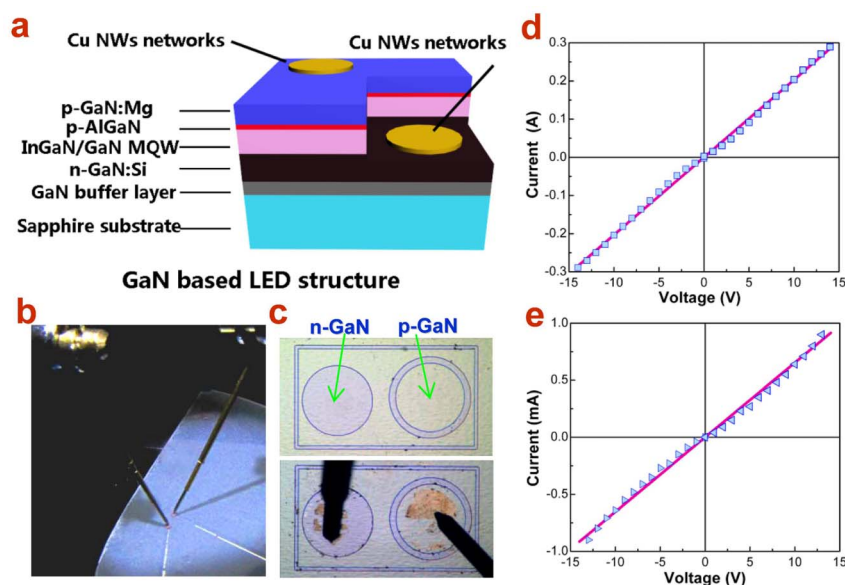 a
Cu NWs networks
Cu NWs networks
p-GaN:Mg
p-AlGaN
InGaN/GaN MQW
n-GaN:Si
GaN buffer layer
Sapphire substrate
GaN based LED structure
b
c
n-GaN
p-GaN
d
0.3
0.2
0.1
0.0
-0.1
-0.2
-0.3
Current (A)
-15 -10 -5 0 5 10 15
Voltage (V)
e
1.0
0.5
0.0
-0.5
-1.0
Current (mA)
-15 -10 -5 0 5 10 15
Voltage (V)